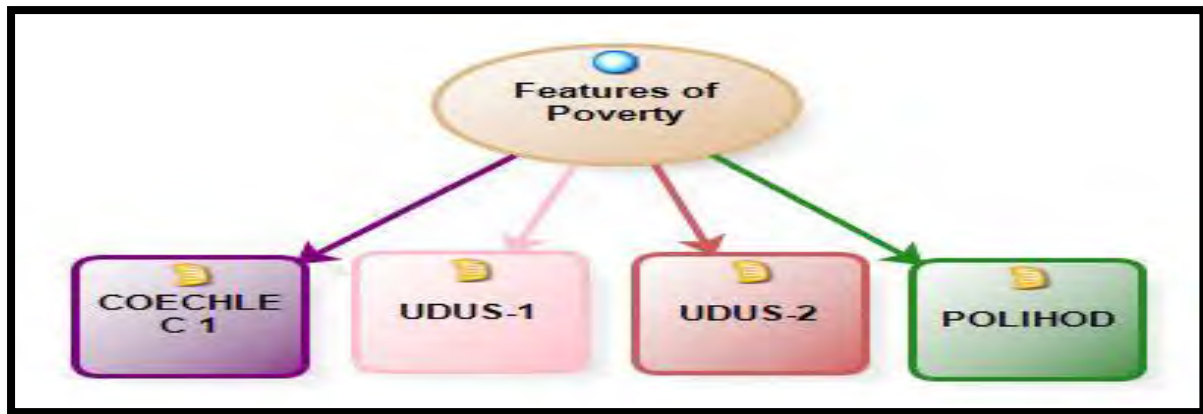 Features of
Poverty
COECHLE
C 1
UDUS-1
UDUS-2
POLIHOD